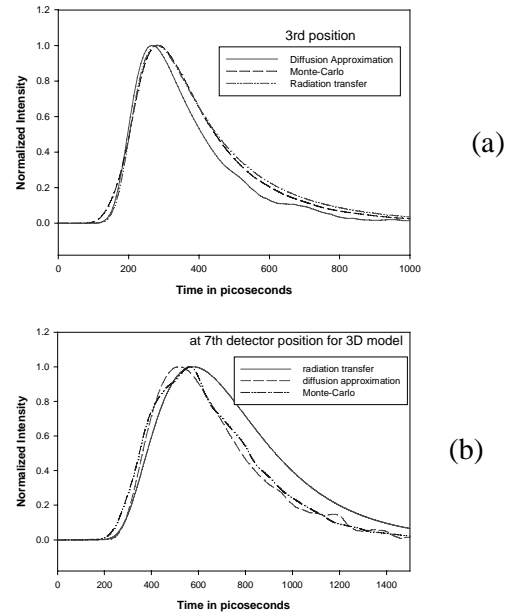 1.2
1.0
0.8
0.6
0.4
0.2
0.0
Normalized Intensity
3rd position
Diffusion Approximation
Monte-Carlo
Radiation transfer
0 200 400 600 800 1000
Time in picoseconds
(a)
1.2
1.0
0.8
0.6
0.4
0.2
0.0
Normalized Intensity
at 7th detector position for 3D model
radiation transfer
diffusion approximation
Monte-Carlo
0 200 400 600 800 1000 1200 1400
Time in picoseconds
(b)